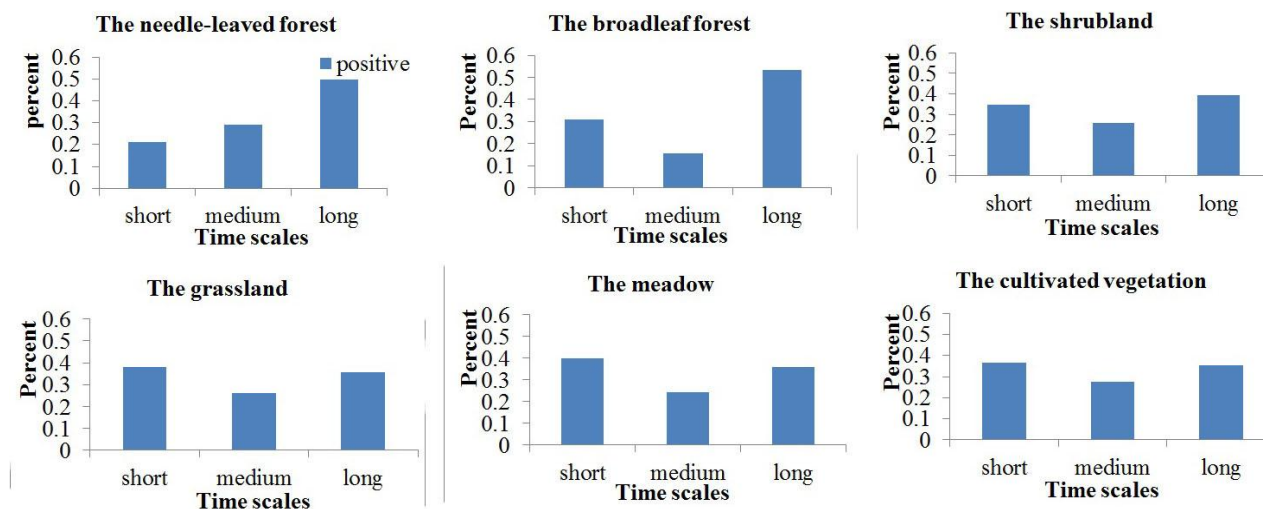 The needle-leaved forest
percent
0.6
0.5
0.4
0.3
0.2
0.1
0
positive
short medium long
Time scales
The broadleaf forest
Percent
0.6
0.5
0.4
0.3
0.2
0.1
0
short medium long
Time scales
The shrubland
Percent
0.6
0.5
0.4
0.3
0.2
0.1
0
short medium long
Time scales
The grassland
Percent
0.6
0.5
0.4
0.3
0.2
0.1
0
short medium long
Time scales
The meadow
Percent
0.6
0.5
0.4
0.3
0.2
0.1
0
short medium long
Time scales
The cultivated vegetation
Percent
0.6
0.5
0.4
0.3
0.2
0.1
0
short medium long
Time scales